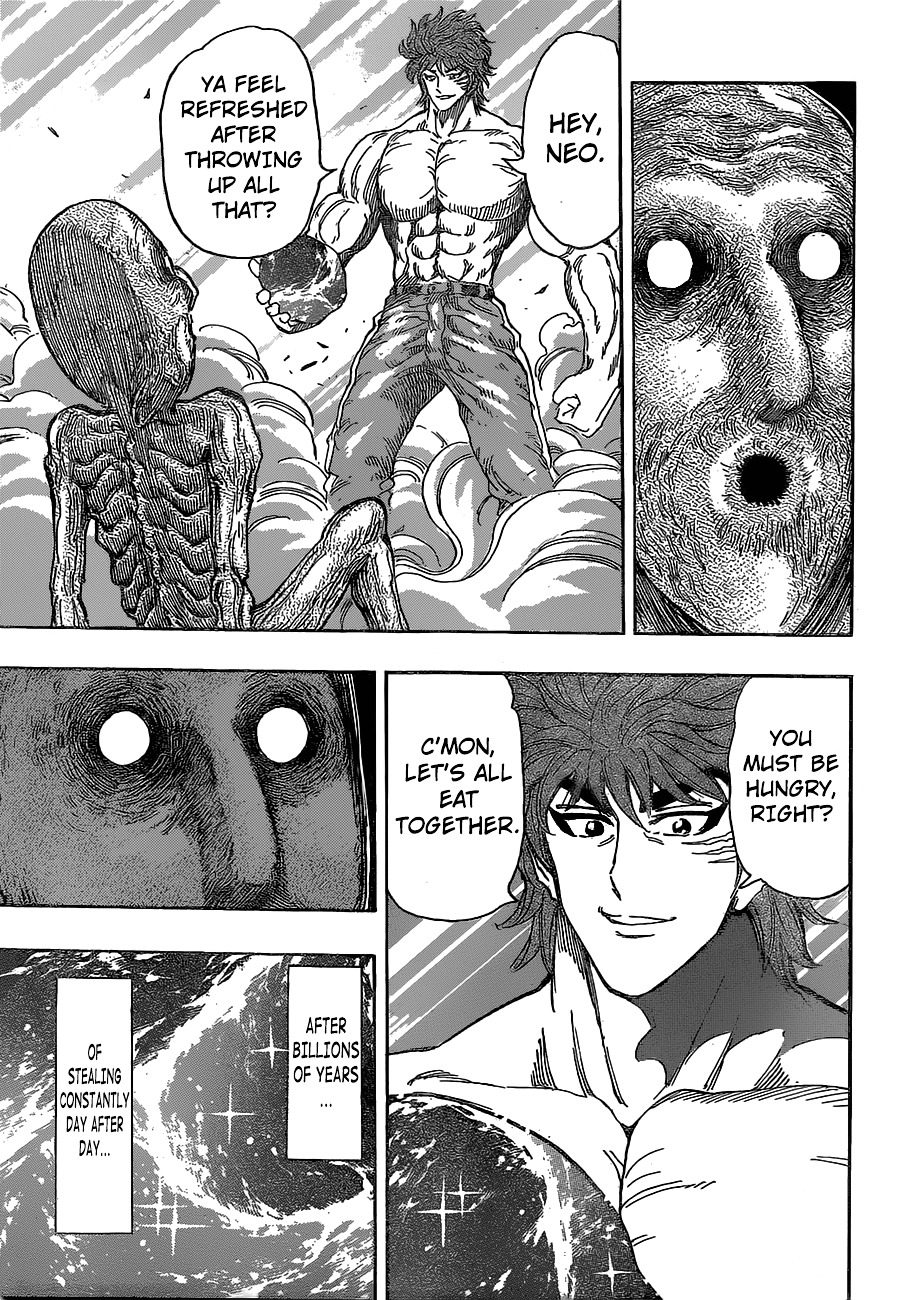 HEY,
NEO.
YA FEEL
REFRESHED
AFTER
THROWING
UP ALL
THAT?
YOU
MUST BE
HUNGRY,
RIGHT?
C'MON,
LET'S ALL
EAT
TOGETHER.
AFTER
BILLIONS
OF YEARS
...
OF
STEALING
CONSTANTLY
DAY AFTER
DAY...